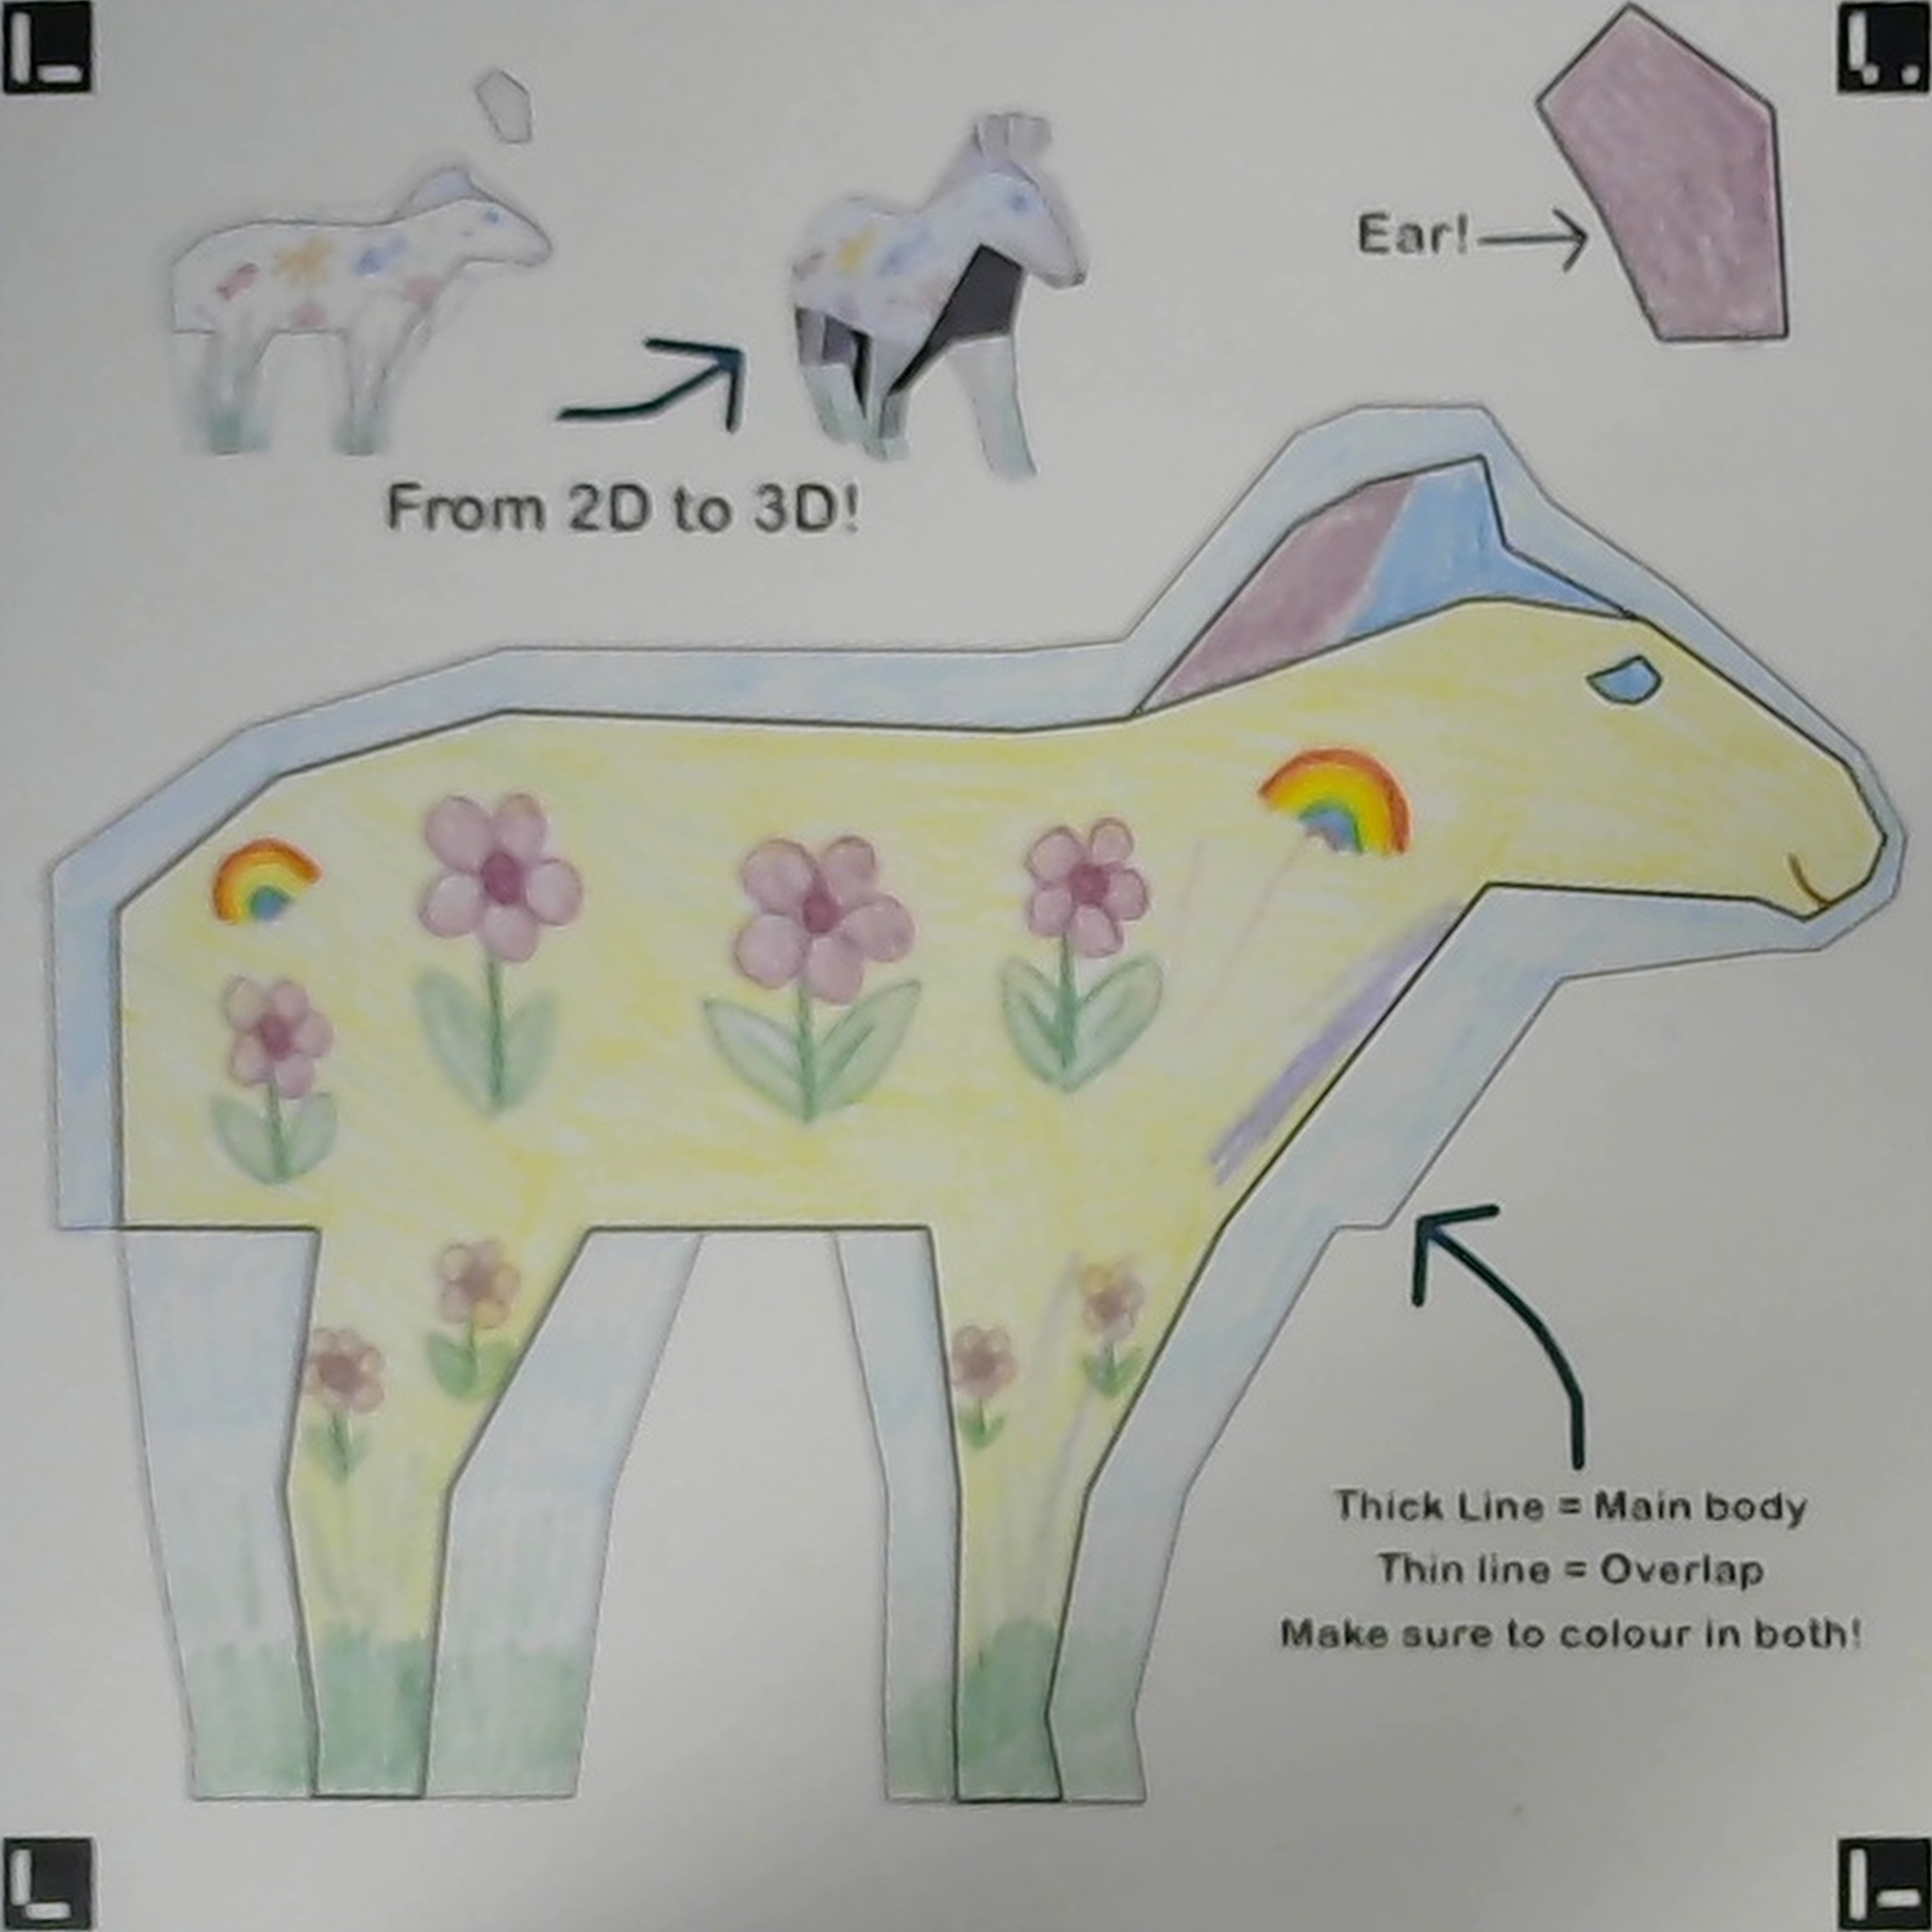 Ear!
From 2D to 3D!
Thick Line = Main body
Thin line = Overlap
Make sure to colour in both!